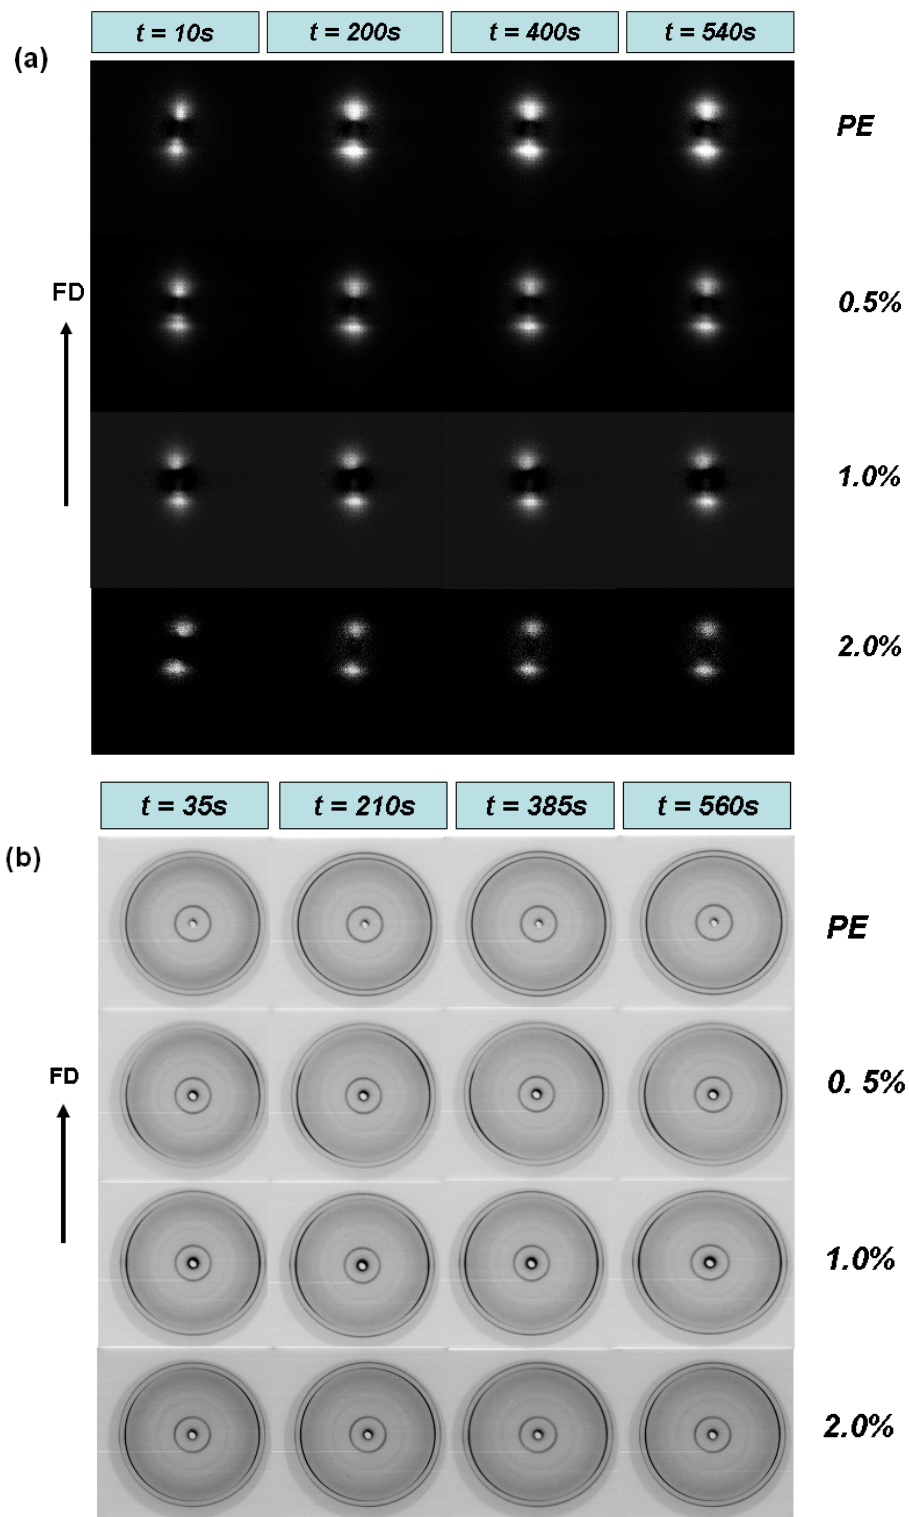 t = 10s t = 200s t = 400s t = 540s
(a)
PE
FD
0.5%
1.0%
2.0%
t = 35s t = 210s t = 385s t = 560s
(b)
PE
FD
0. 5%
1.0%
2.0%